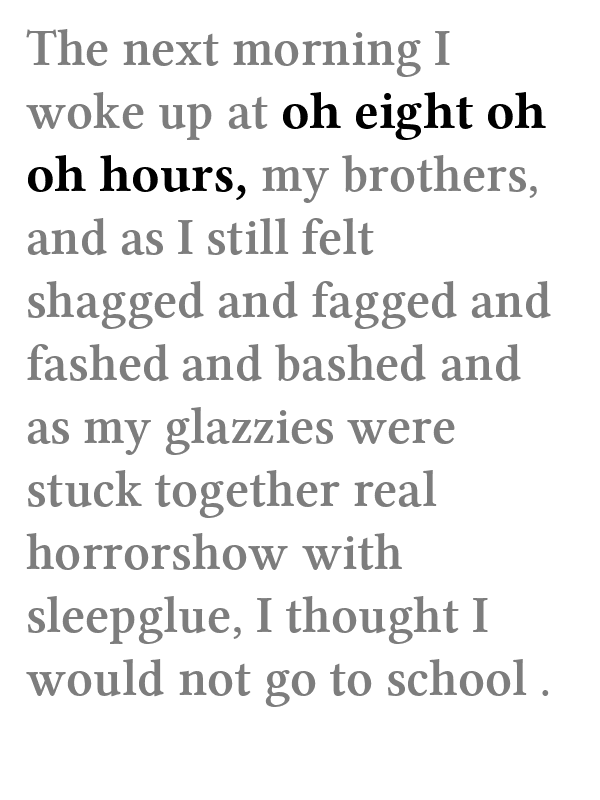 The next morning I
woke up at oh eight oh
oh hours, my brothers,
and as I still felt
shagged and fagged and
fashed and bashed and
as my glazzies were
stuck together real
horrorshow with
sleepglue, I thought I
would not go to school .